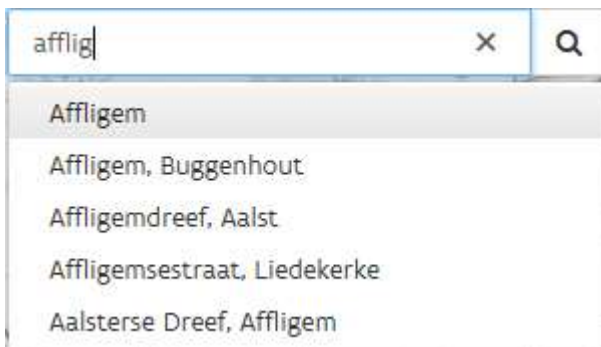 afflig
Affligem
Affligem, Buggenhout
Affligemdreef, Aalst
Affligemsestraat, Liedekerke
Aalsterse Dreef, Affligem